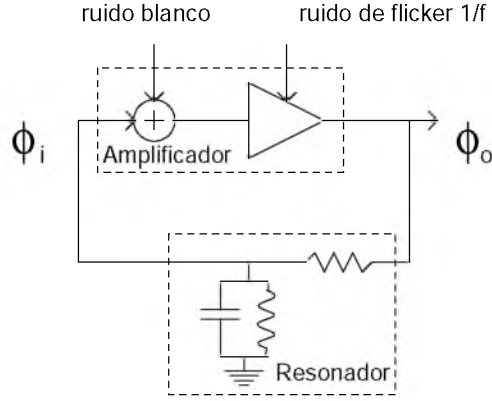 ruido blanco
ruido de flicker 1/f
+
ϕi
Amplificador
ϕo
Resonador